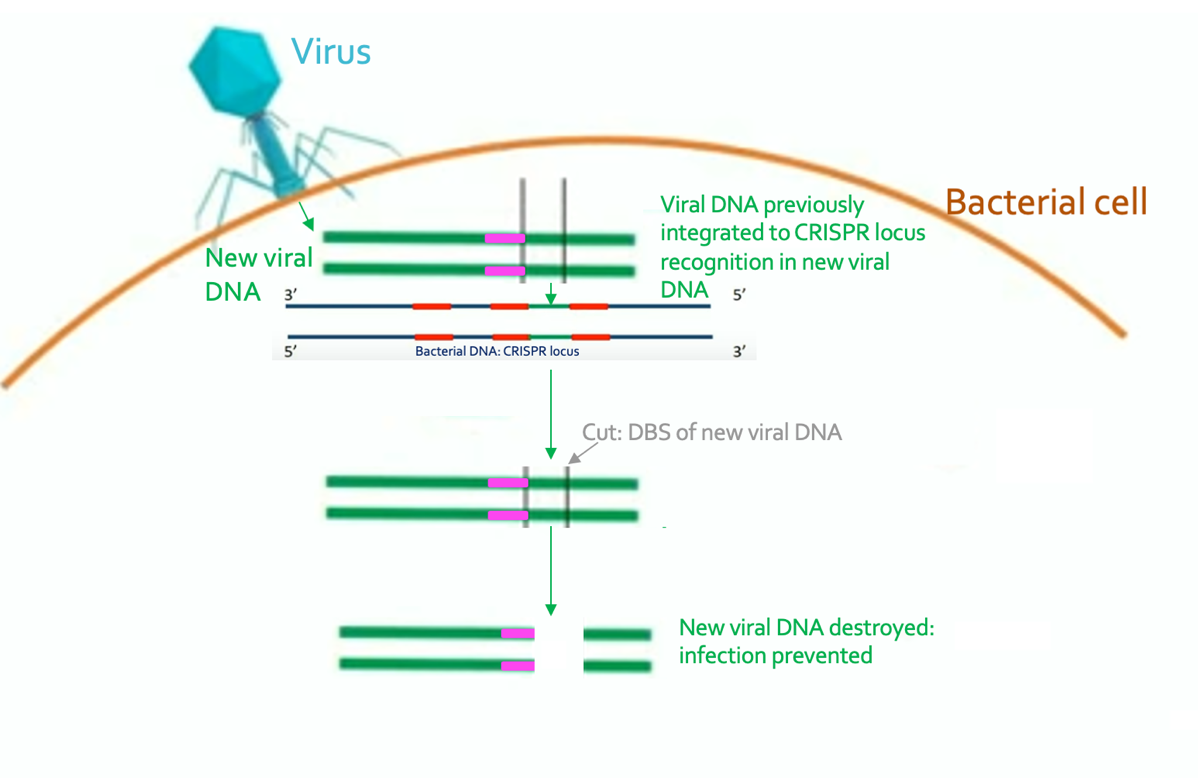 Virus
Bacterial cell
Viral DNA previously
integrated to CRISPR locus
recognition in new viral
DNA
New viral
DNA
3’
5’
5’
Bacterial DNA: CRISPR locus
3’
Cut: DBS of new viral DNA
New viral DNA destroyed:
infection prevented